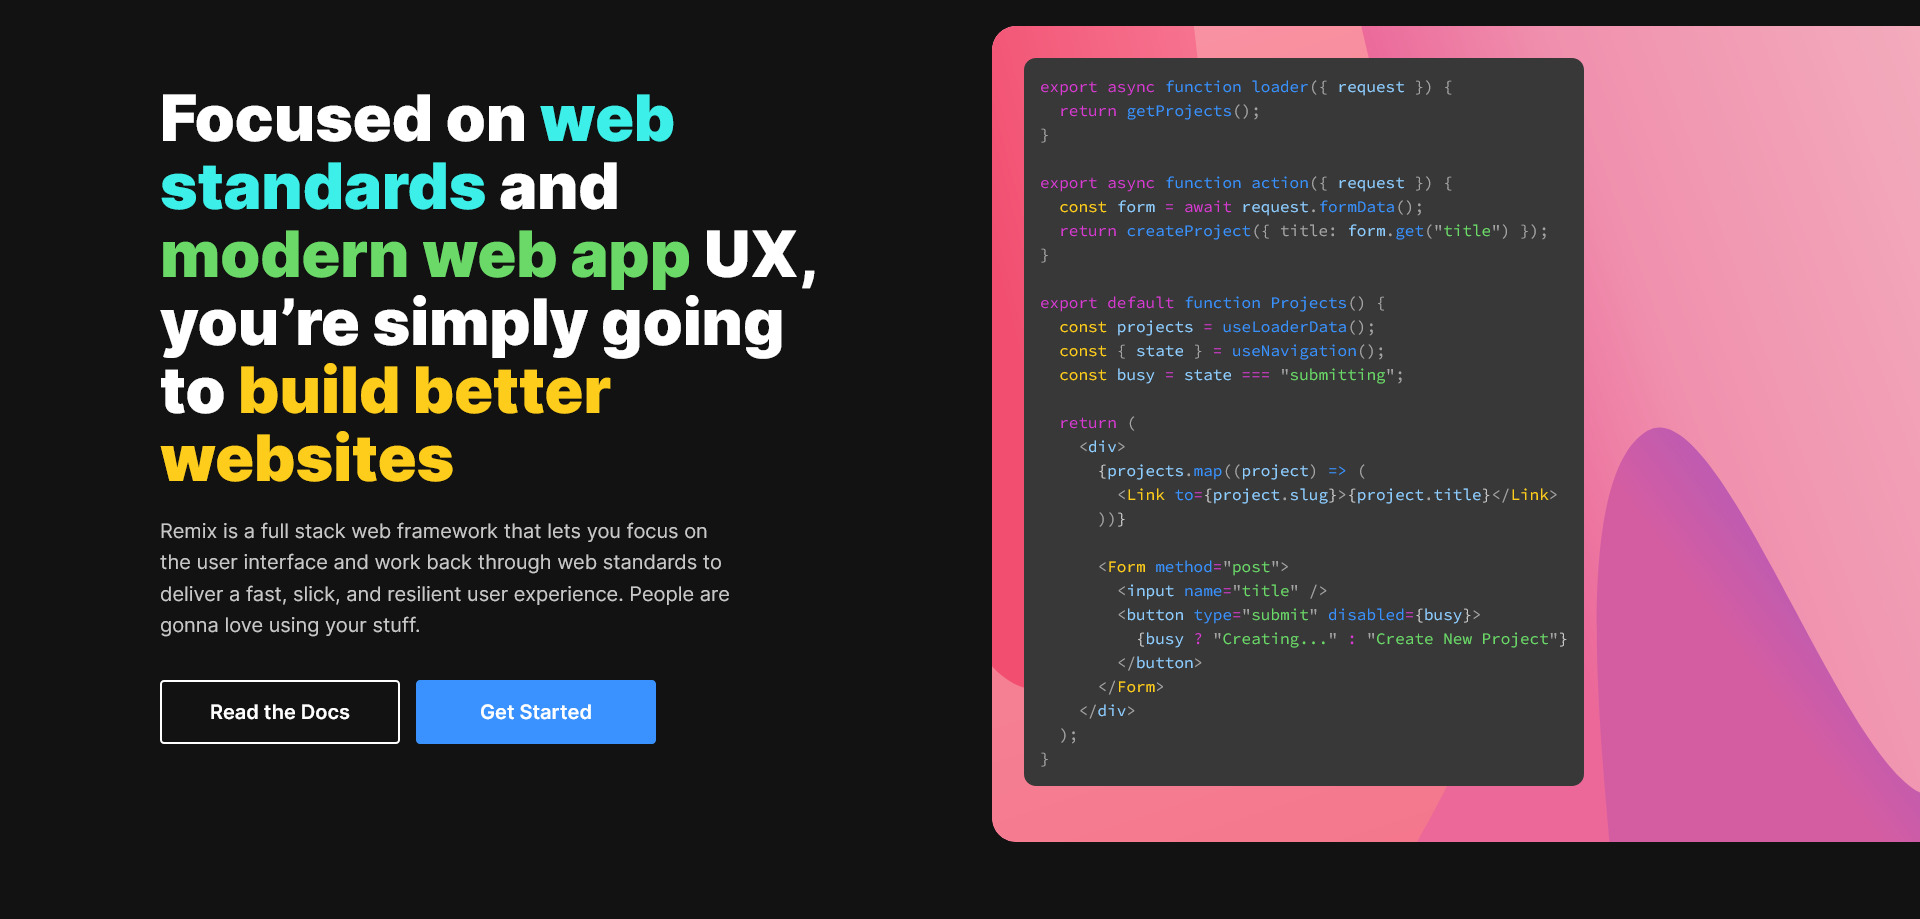 Focused on web
standards and
modern web app UX,
you’re simply going
to build better
websites
Remix is a full stack web framework that lets you focus on
the user interface and work back through web standards to
deliver a fast, slick, and resilient user experience. People are
gonna love using your stuff.
Read the Docs
Get Started
export async function loader({ request }) {
  return getProjects();
}

export async function action({ request }) {
  const form = await request.formData();
  return createProject({ title: form.get("title") });
}

export default function Projects() {
  const projects = useLoaderData();
  const { state } = useNavigation();
  const busy = state === "submitting";

  return (
    <div>
      {projects.map((project) => (
        <Link to={project.slug}>{project.title}</Link>
      ))}

      <Form method="post">
        <input name="title" />
        <button type="submit" disabled={busy}>
          {busy ? "Creating..." : "Create New Project"}
        </button>
      </Form>
    </div>
  );
}